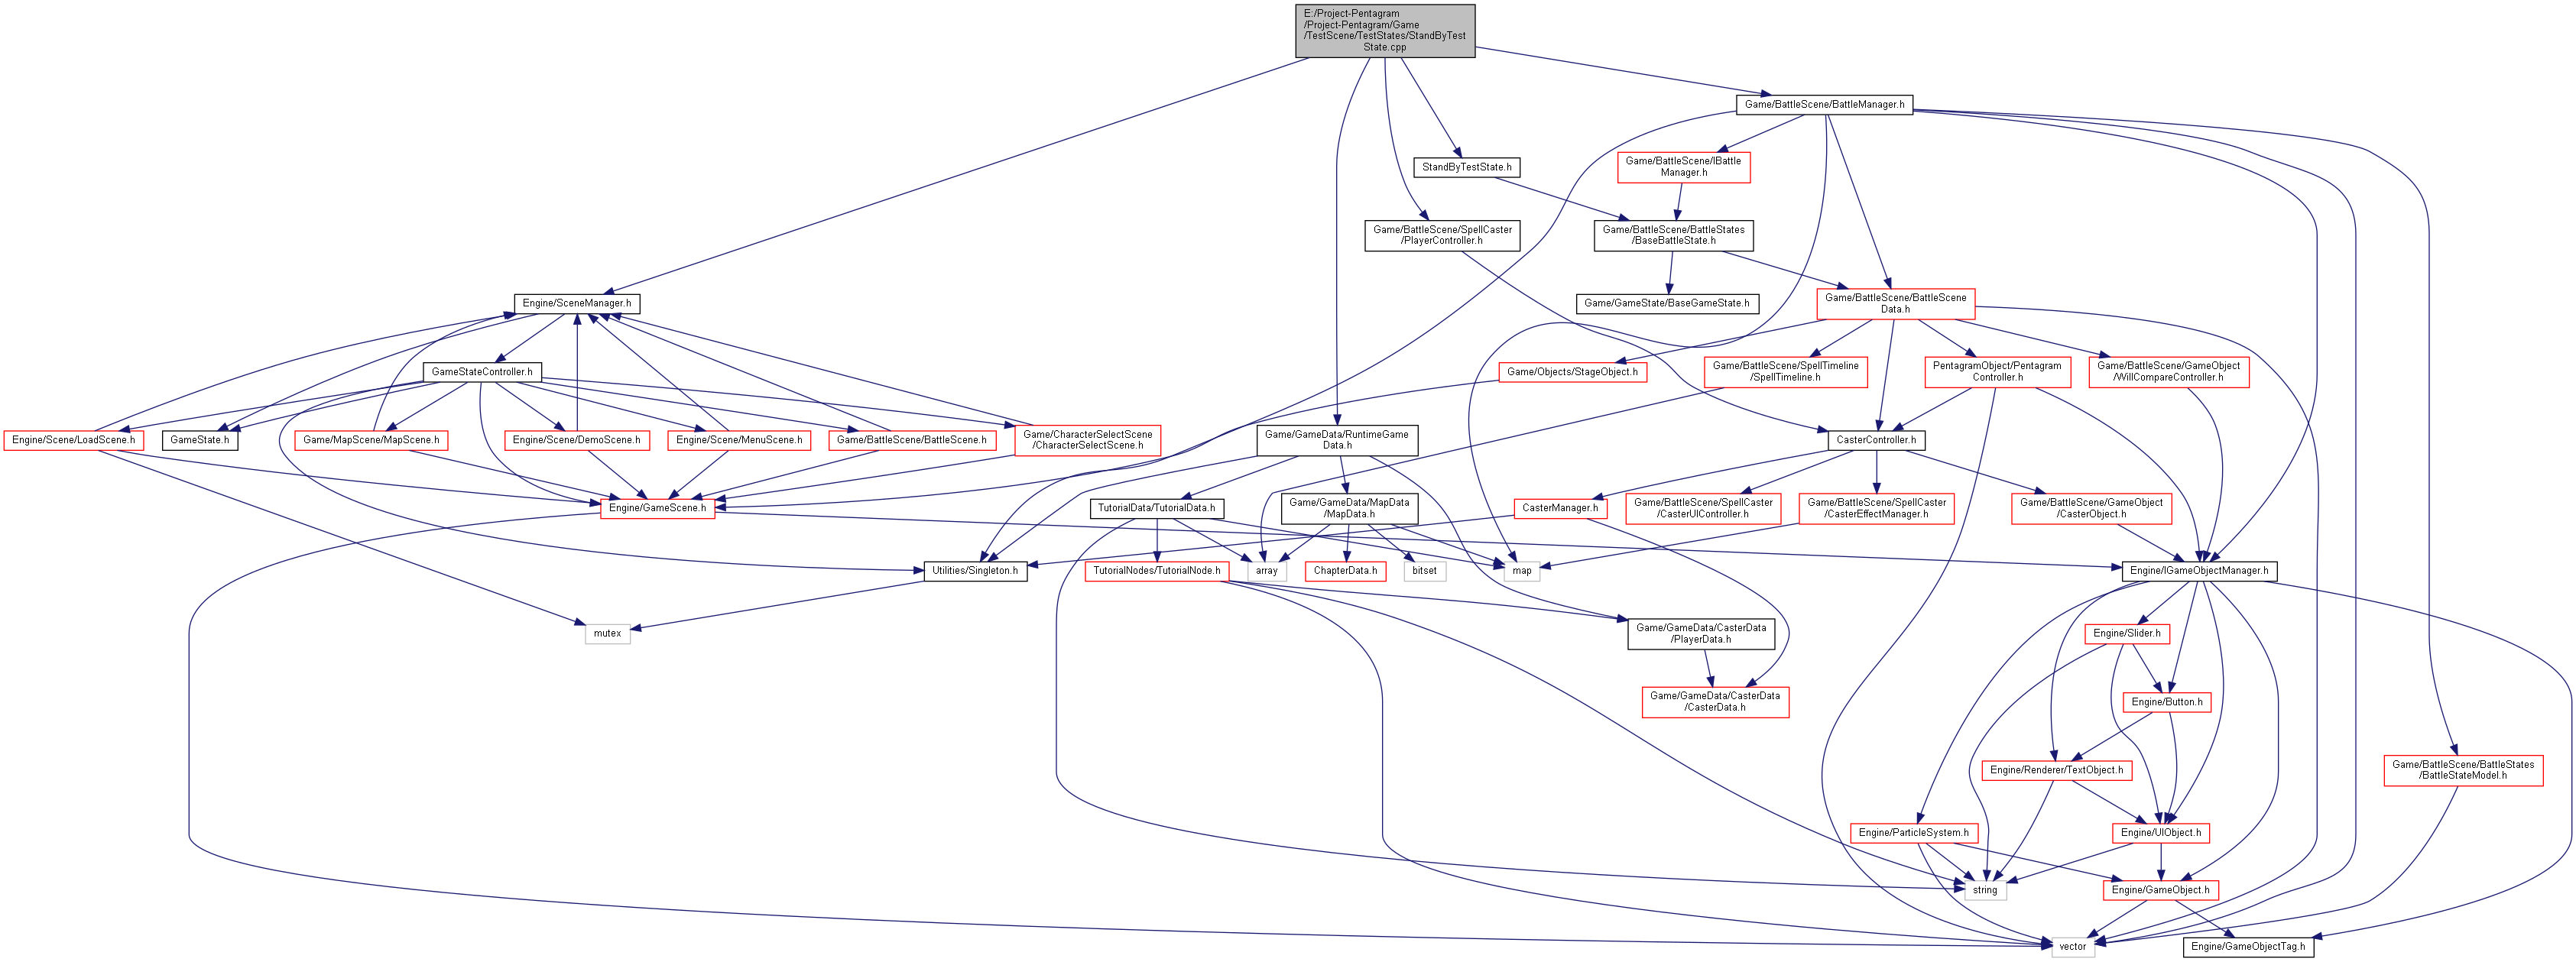 E:/Project-Pentagram
/Project-Pentagram/Game
/TestScene/TestStates/StandByTest
State.cpp
Game/BattleScene/BattleManager.h
StandByTestState.h
Game/BattleScene/IBattle
Manager.h
Game/BattleScene/SpellCaster
/PlayerController.h
Game/BattleScene/BattleStates
/BaseBattleState.h
Engine/SceneManager.h
Game/GameState/BaseGameState.h
Game/BattleScene/BattleScene
Data.h
GameStateController.h
Game/Objects/StageObject.h
Game/BattleScene/SpellTimeline
/SpellTimeline.h
PentagramObject/Pentagram
Controller.h
Game/BattleScene/GameObject
/WillCompareController.h
Engine/Scene/LoadScene.h
GameState.h
Game/MapScene/MapScene.h
Engine/Scene/DemoScene.h
Engine/Scene/MenuScene.h
Game/BattleScene/BattleScene.h
Game/CharacterSelectScene
/CharacterSelectScene.h
Game/GameData/RuntimeGame
Data.h
CasterController.h
Engine/GameScene.h
TutorialData/TutorialData.h
Game/GameData/MapData
/MapData.h
CasterManager.h
Game/BattleScene/SpellCaster
/CasterUIController.h
Game/BattleScene/SpellCaster
/CasterEffectManager.h
Game/BattleScene/GameObject
/CasterObject.h
Utilities/Singleton.h
TutorialNodes/TutorialNode.h
array
ChapterData.h
bitset
map
Engine/IGameObjectManager.h
mutex
Game/GameData/CasterData
/PlayerData.h
Engine/Slider.h
Game/GameData/CasterData
/CasterData.h
Engine/Button.h
Engine/Renderer/TextObject.h
Game/BattleScene/BattleStates
/BattleStateModel.h
Engine/ParticleSystem.h
Engine/UIObject.h
string
Engine/GameObject.h
vector
Engine/GameObjectTag.h